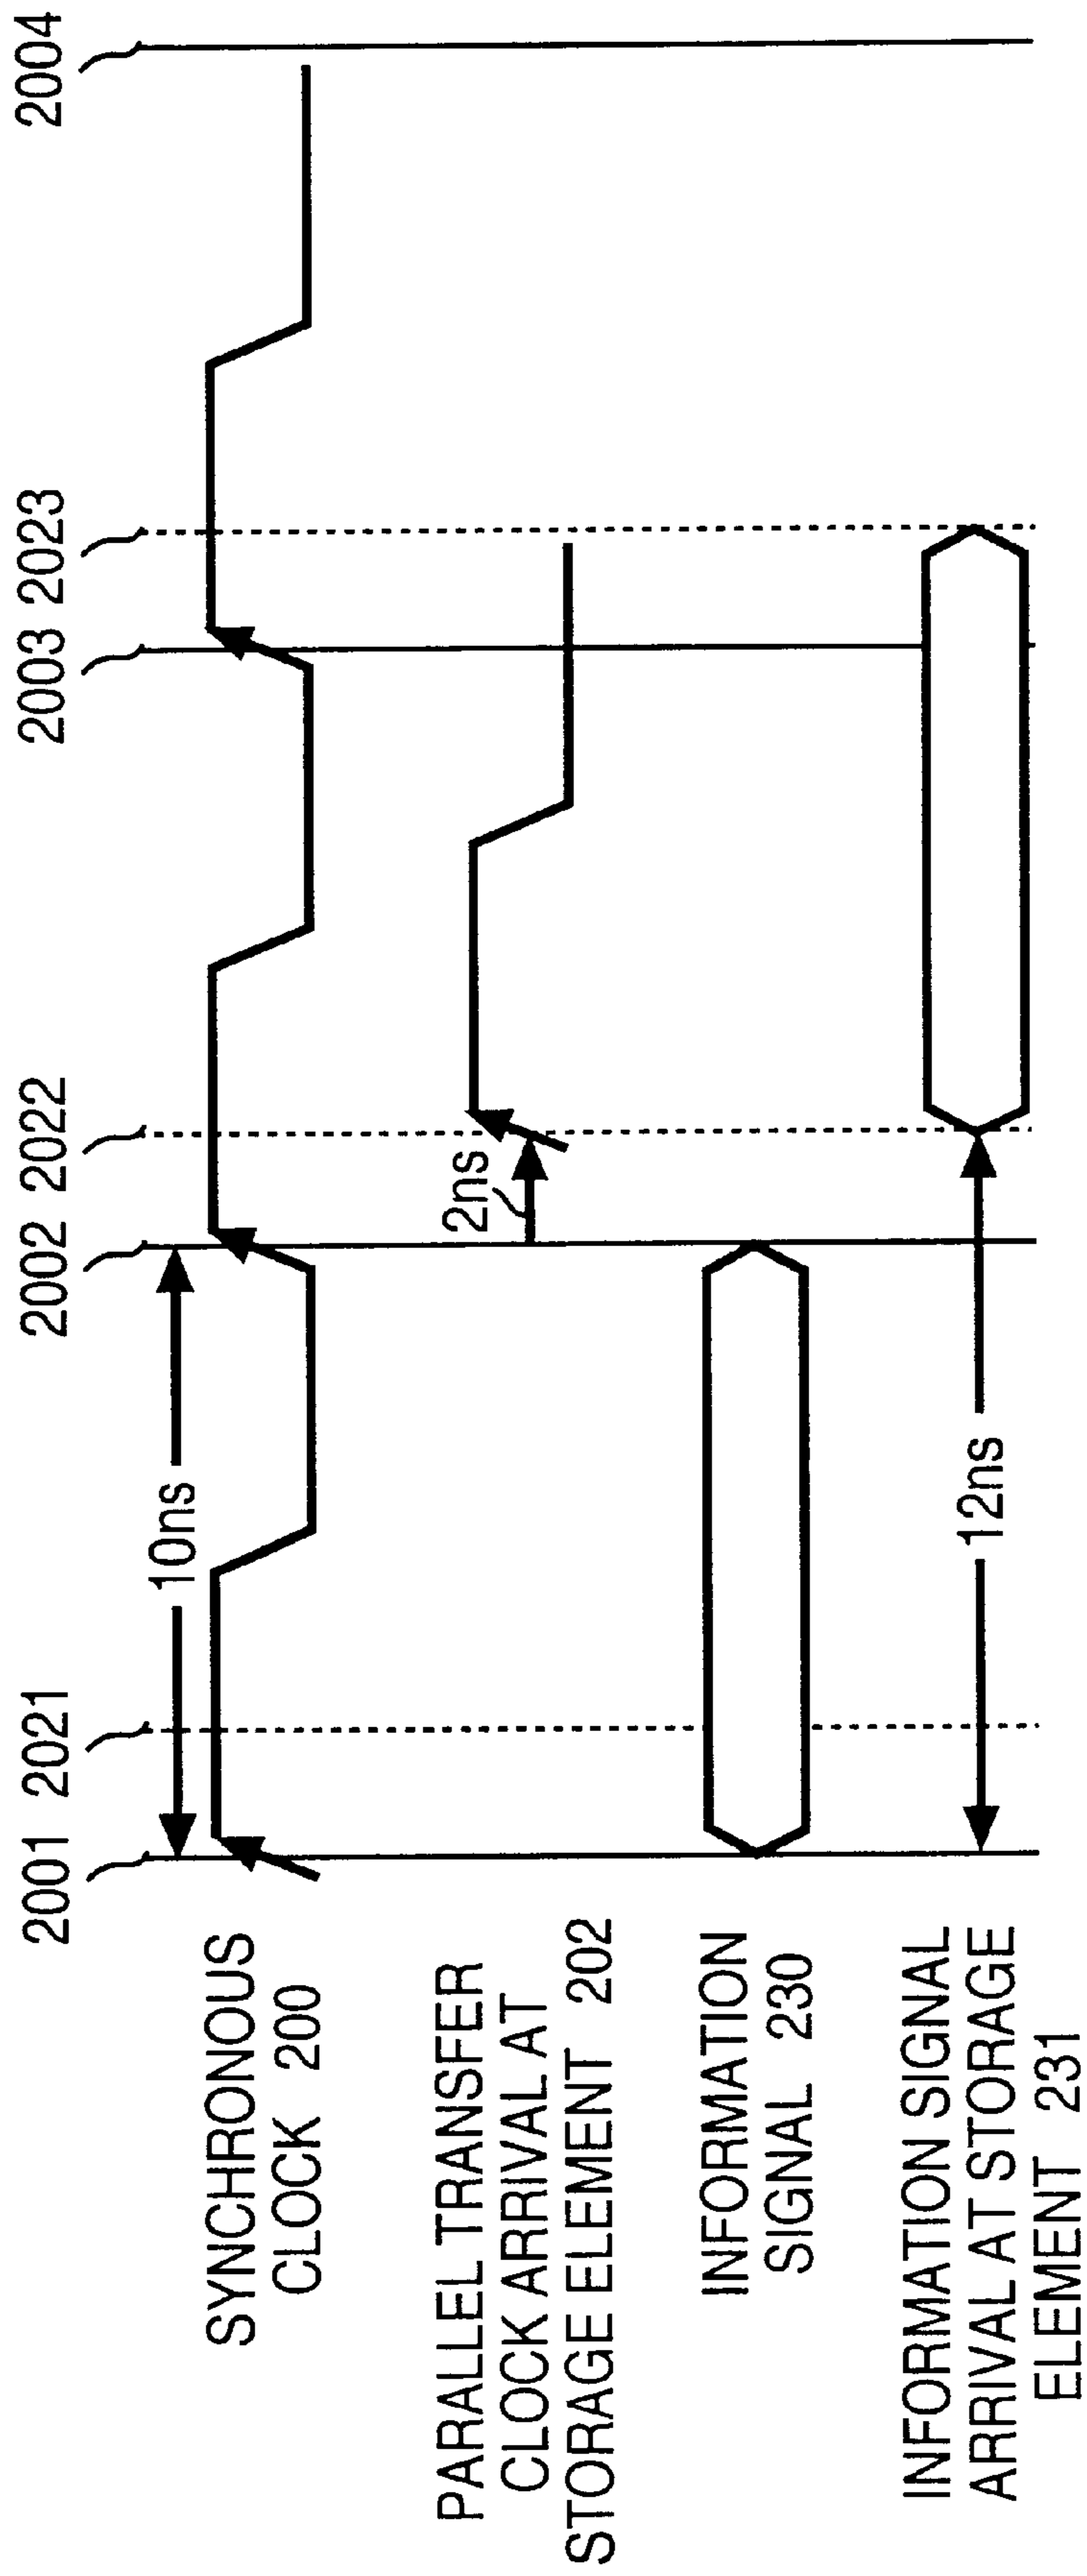 2001 2021 2002 2022 2003 2023 2004
10ns
SYNCHRONOUS
CLOCK 200
2ns
PARALLEL TRANSFER
CLOCK ARRIVAL AT
STORAGE ELEMENT 202
INFORMATION
SIGNAL 230
12ns
INFORMATION SIGNAL
ARRIVAL AT STORAGE
ELEMENT 231